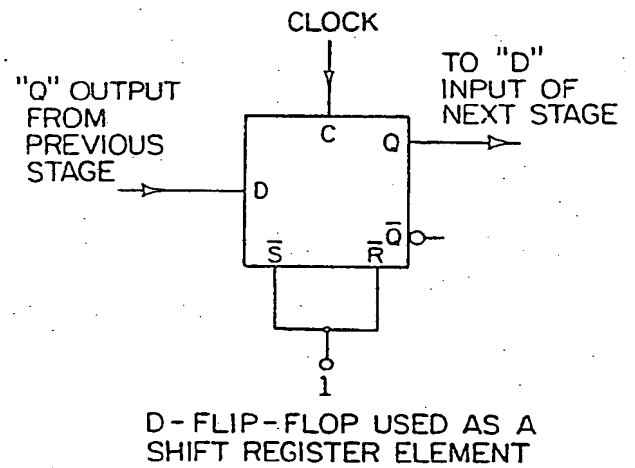 CLOCK
"Q" OUTPUT
FROM
PREVIOUS
STAGE
TO "D"
INPUT OF
NEXT STAGE
C
Q
D
Q̅
S̅
R̅
1
D-FLIP-FLOP USED AS A
SHIFT REGISTER ELEMENT